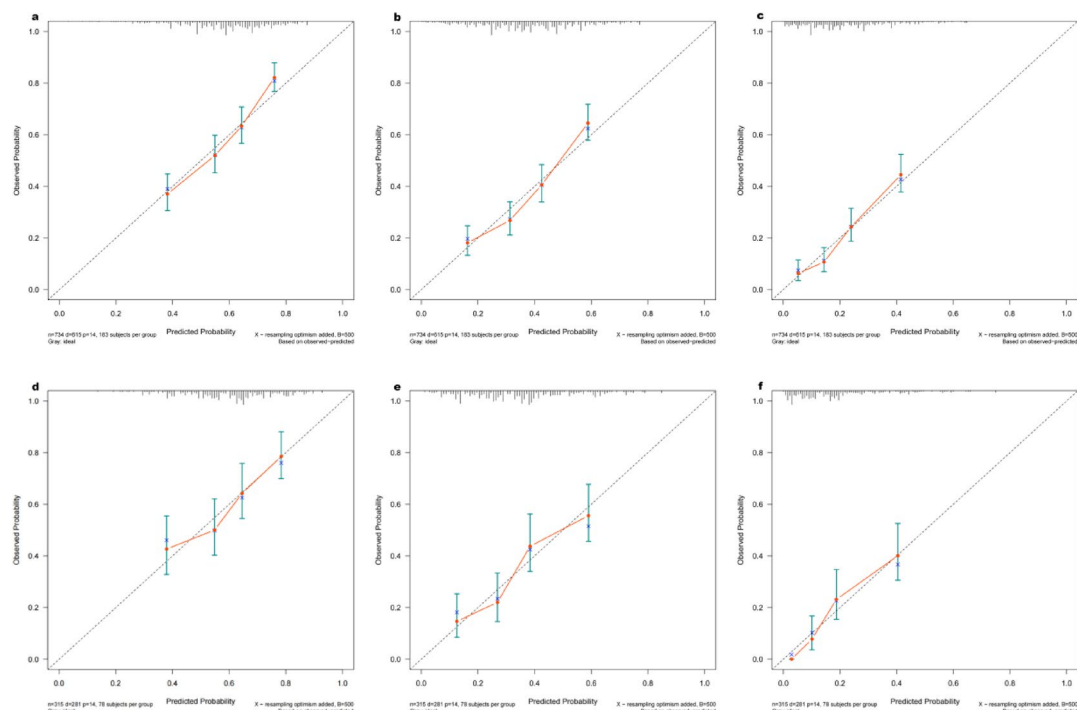 a
b
c
1.0
0.8
0.6
0.4
0.2
0.0
Observed Probability
0.0 0.2 0.4 0.6 0.8 1.0
n=734 d=615 p=14, 183 subjects per group
Gray: ideal
Predicted Probability
X - resampling optimism added, B=500
Based on observed-predicted
1.0
0.8
0.6
0.4
0.2
0.0
Observed Probability
0.0 0.2 0.4 0.6 0.8 1.0
n=734 d=615 p=14, 183 subjects per group
Gray: ideal
Predicted Probability
X - resampling optimism added, B=500
Based on observed-predicted
1.0
0.8
0.6
0.4
0.2
0.0
Observed Probability
0.0 0.2 0.4 0.6 0.8 1.0
n=734 d=615 p=14, 183 subjects per group
Gray: ideal
Predicted Probability
X - resampling optimism added, B=500
Based on observed-predicted
d
e
f
1.0
0.8
0.6
0.4
0.2
0.0
Observed Probability
0.0 0.2 0.4 0.6 0.8 1.0
n=315 d=281 p=14, 78 subjects per group
Predicted Probability
X - resampling optimism added, B=500
1.0
0.8
0.6
0.4
0.2
0.0
Observed Probability
0.0 0.2 0.4 0.6 0.8 1.0
n=315 d=281 p=14, 78 subjects per group
Predicted Probability
X - resampling optimism added, B=500
1.0
0.8
0.6
0.4
0.2
0.0
Observed Probability
0.0 0.2 0.4 0.6 0.8 1.0
n=315 d=281 p=14, 78 subjects per group
Predicted Probability
X - resampling optimism added, B=500